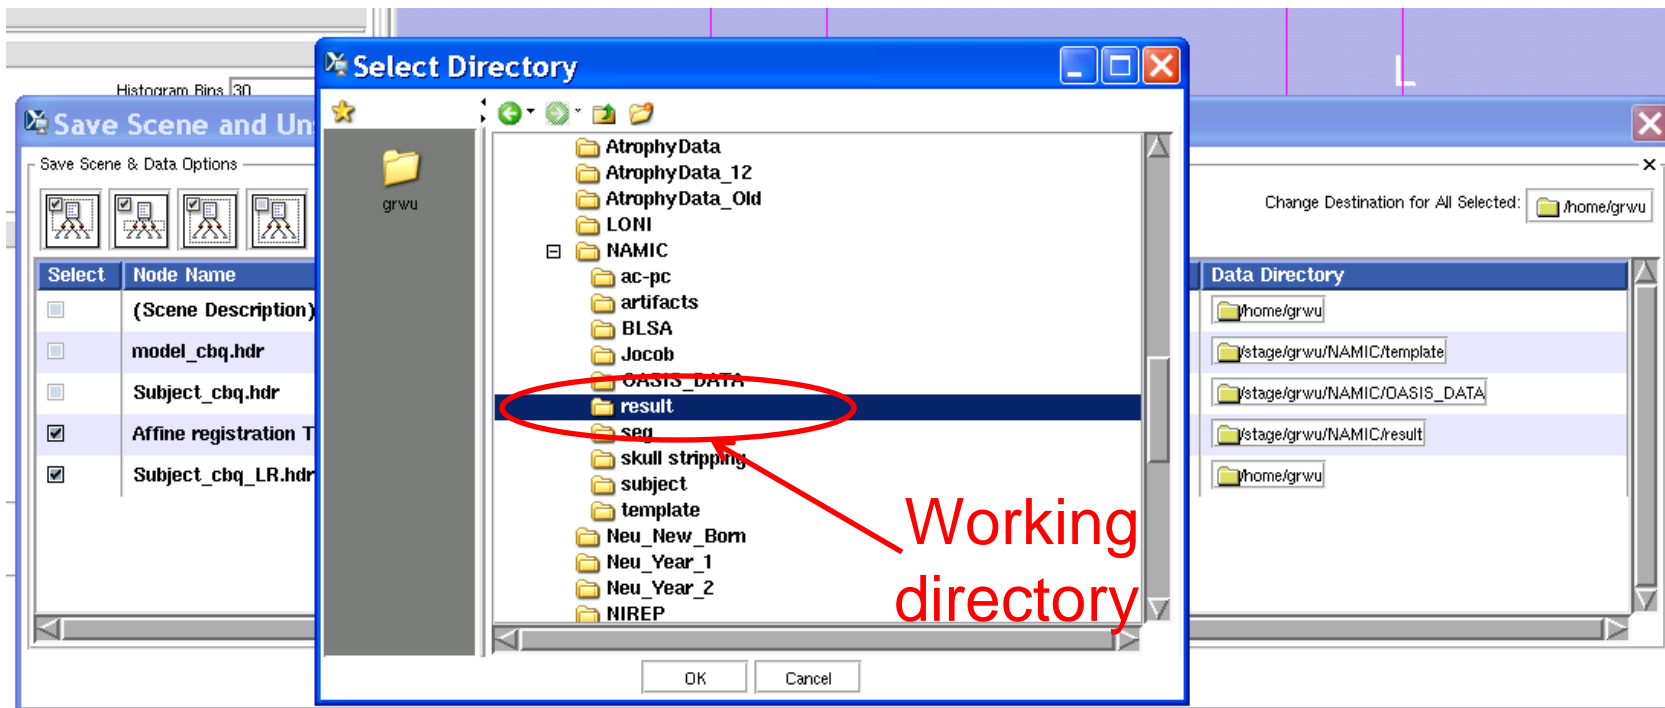 L
Histogram Bins 30
Select Directory
Save Scene and Un
Save Scene & Data Options
grwu
Change Destination for All Selected: /home/grwu
AtrophyData
AtrophyData_12
AtrophyData_Old
LONI
NAMIC
ac-pc
artifacts
BLSA
Jocob
OASIS_DATA
result
seg
skull stripping
subject
template
Neu_New_Born
Neu_Year_1
Neu_Year_2
NIREP
Select Node Name
(Scene Description)
model_cbq.hdr
Subject_cbq.hdr
Affine registration T
Subject_cbq_LR.hdr
Data Directory
/home/grwu
/stage/grwu/NAMIC/template
/stage/grwu/NAMIC/OASIS_DATA
/stage/grwu/NAMIC/result
/home/grwu
Working
directory
OK Cancel